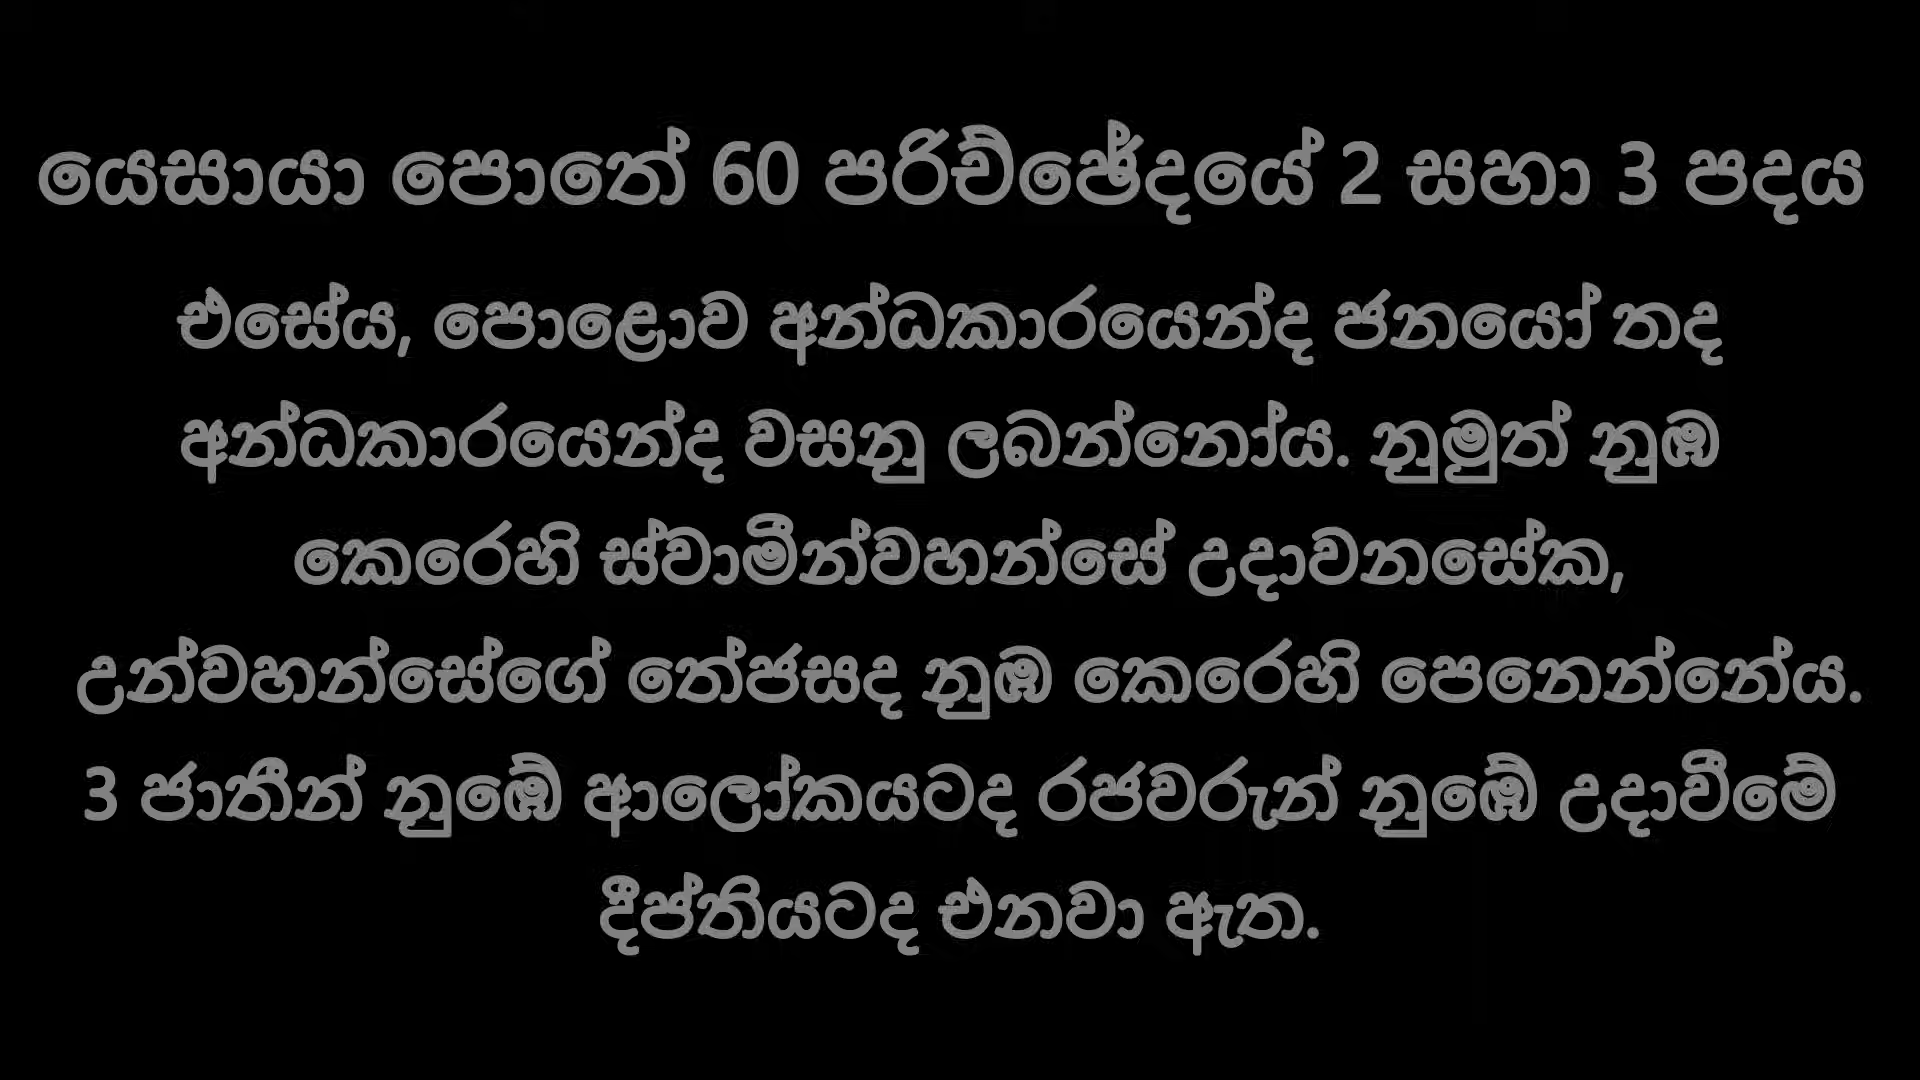 යෙසායා පොතේ 60 පරිච්ඡේදයේ 2 සහා 3 පදය
එසේය, පොළොව අන්ධකාරයෙන්ද ජනයෝ තද
අන්ධකාරයෙන්ද වසනු ලබන්නෝය. නුමුත් නුඹ
කෙරෙහි ස්වාමීන්වහන්සේ උදාවනසේක,
උන්වහන්සේගේ තේජසද නුඹ කෙරෙහි පෙනෙන්නේය.
3 ජාතීන් නුඹේ ආලෝකයටද රජවරුන් නුඹේ උදාවීමේ
දීප්තියටද එනවා ඇත.